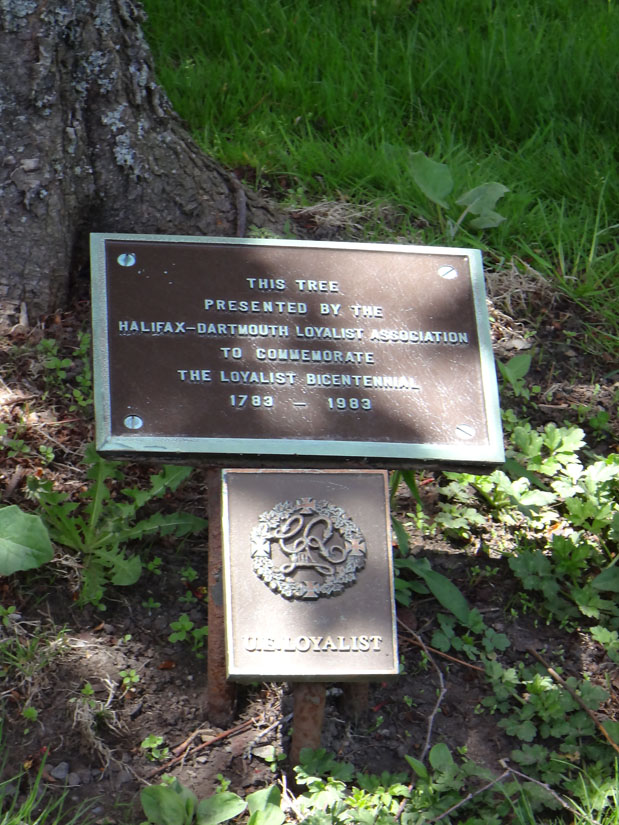 THIS TREE
PRESENTED BY THE
HALIFAX-DARTMOUTH LOYALIST ASSOCIATION
TO COMMEMORATE
THE LOYALIST BICENTENNIAL
1783 - 1983
U.E. LOYALIST